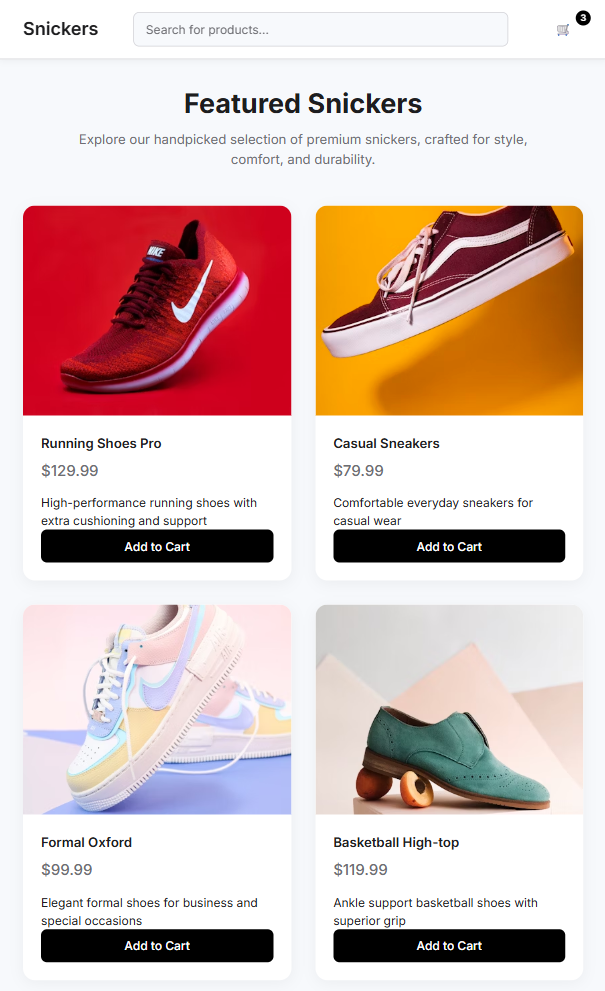 Snickers
Search for products...
3
Featured Snickers
Explore our handpicked selection of premium snickers, crafted for style,
comfort, and durability.
NIKE
Running Shoes Pro
$129.99
High-performance running shoes with
extra cushioning and support
Add to Cart
Casual Sneakers
$79.99
Comfortable everyday sneakers for
casual wear
Add to Cart
Formal Oxford
$99.99
Elegant formal shoes for business and
special occasions
Add to Cart
Basketball High-top
$119.99
Ankle support basketball shoes with
superior grip
Add to Cart